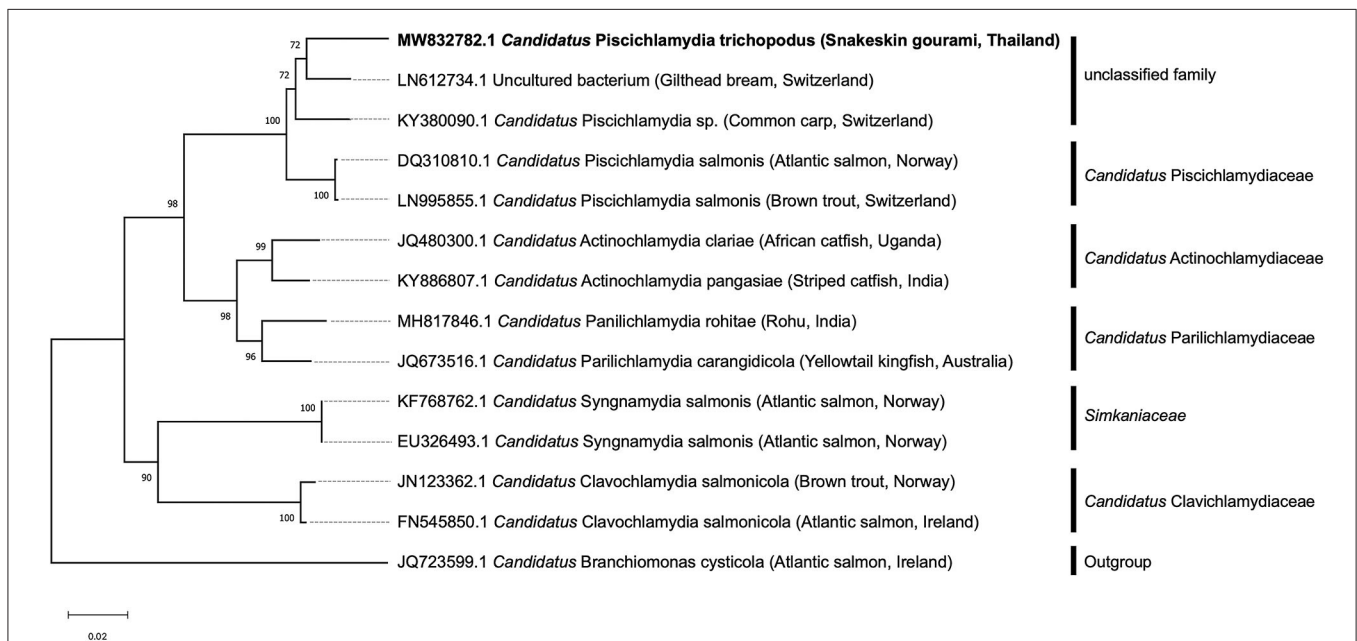 72
MW832782.1 Candidatus Piscichlamydia trichopodus (Snakeskin gourami, Thailand)
72
LN612734.1 Uncultured bacterium (Gilthead bream, Switzerland)
unclassified family
100
KY380090.1 Candidatus Piscichlamydia sp. (Common carp, Switzerland)
DQ310810.1 Candidatus Piscichlamydia salmonis (Atlantic salmon, Norway)
Candidatus Piscichlamydiaceae
100
LN995855.1 Candidatus Piscichlamydia salmonis (Brown trout, Switzerland)
98
99
JQ480300.1 Candidatus Actinochlamydia clariae (African catfish, Uganda)
Candidatus Actinochlamydiaceae
KY886807.1 Candidatus Actinochlamydia pangasiae (Striped catfish, India)
98
MH817846.1 Candidatus Panilichlamydia rohitae (Rohu, India)
Candidatus Parilichlamydiaceae
96
JQ673516.1 Candidatus Parilichlamydia carangidicola (Yellowtail kingfish, Australia)
100
KF768762.1 Candidatus Syngnamydia salmonis (Atlantic salmon, Norway)
Simkaniaceae
EU326493.1 Candidatus Syngnamydia salmonis (Atlantic salmon, Norway)
90
JN123362.1 Candidatus Clavochlamydia salmonicola (Brown trout, Norway)
Candidatus Clavichlamydiaceae
100
FN545850.1 Candidatus Clavochlamydia salmonicola (Atlantic salmon, Ireland)
JQ723599.1 Candidatus Branchiomonas cysticola (Atlantic salmon, Ireland)
Outgroup
0.02